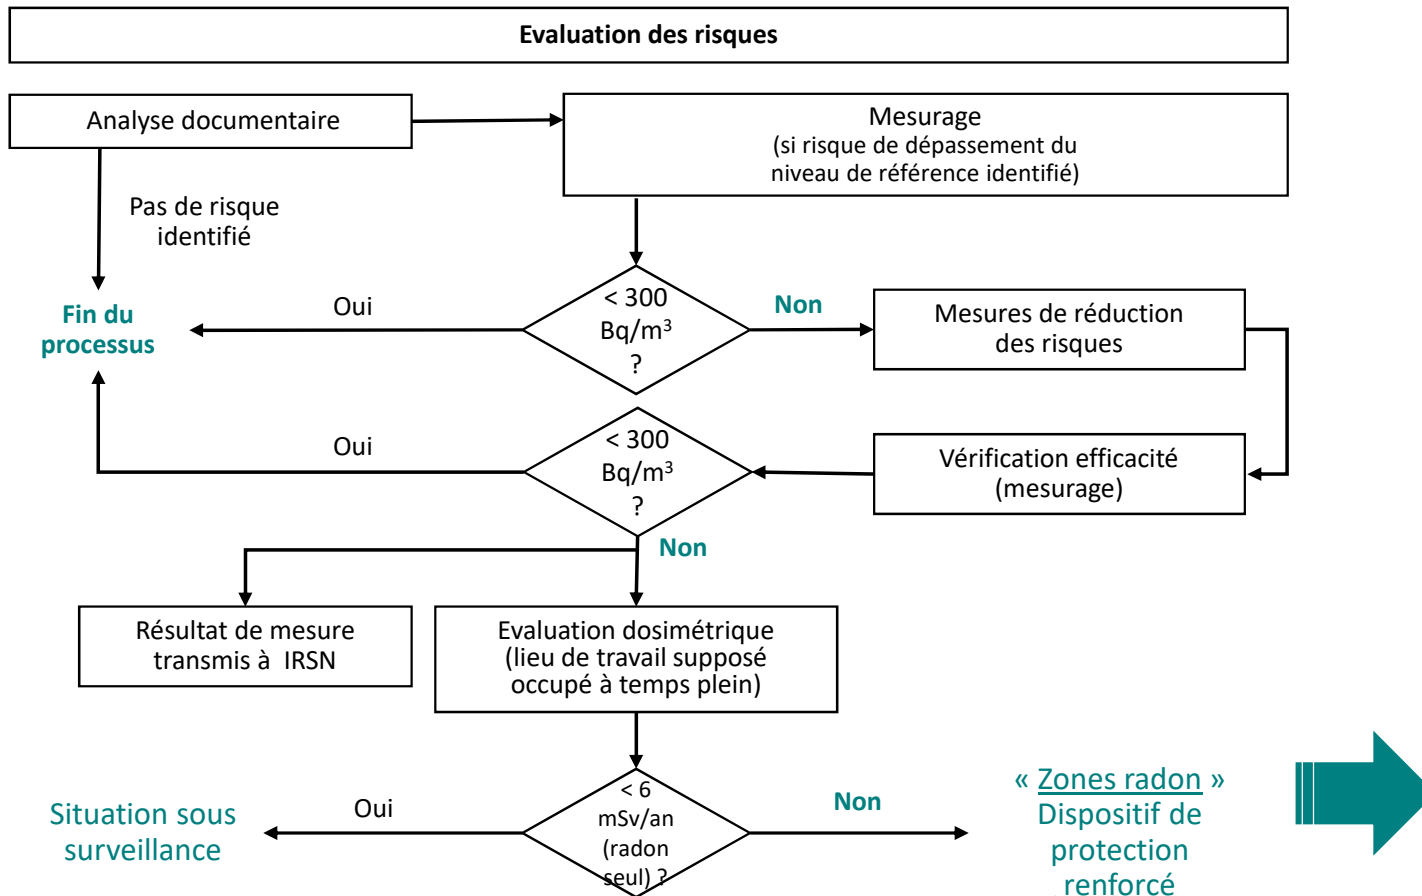 Evaluation des risques
Analyse documentaire
Mesurage
(si risque de dépassement du
niveau de référence identifié)
Pas de risque
identifié
Fin du
processus
Oui
< 300
Bq/m³
?
Non
Mesures de réduction
des risques
Oui
< 300
Bq/m³
?
Vérification efficacité
(mesurage)
Non
Résultat de mesure
transmis à IRSN
Evaluation dosimétrique
(lieu de travail supposé
occupé à temps plein)
Situation sous
surveillance
Oui
< 6
mSv/an
(radon
seul) ?
Non
« Zones radon »
Dispositif de
protection
renforcé